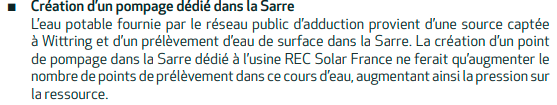 ■ Création d’un pompage dédié dans la Sarre
L’eau potable fournie par le réseau public d’adduction provient d’une source captée
à Wittring et d’un prélèvement d’eau de surface dans la Sarre. La création d’un point
de pompage dans la Sarre dédié à l’usine REC Solar France ne ferait qu’augmenter le
nombre de points de prélèvement dans ce cours d’eau, augmentant ainsi la pression sur
la ressource.